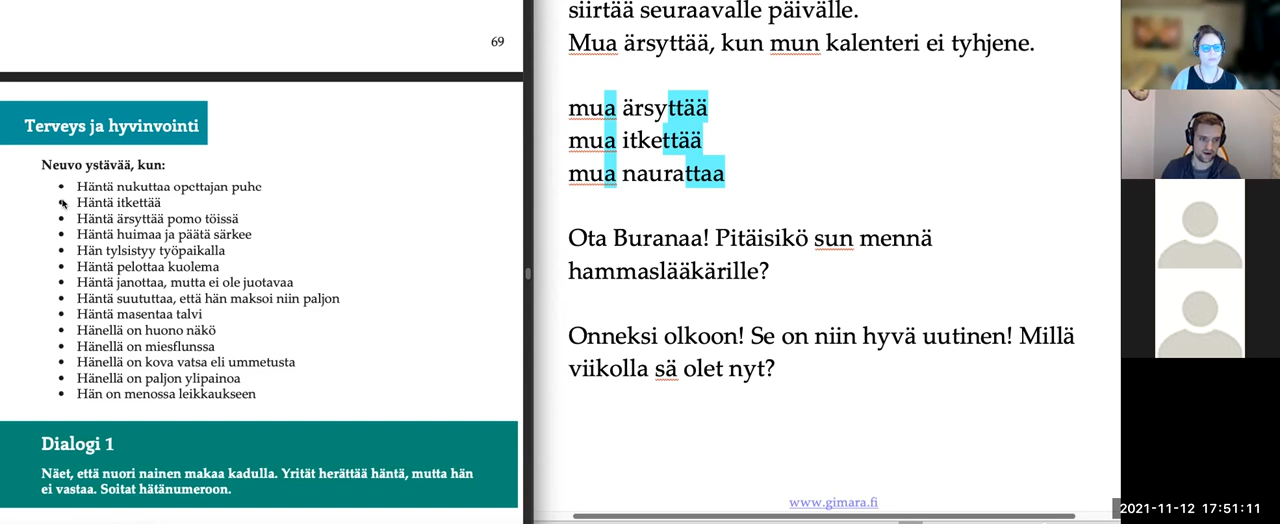 69
Terveys ja hyvinvointi
Neuvo ystävää, kun:
• Häntä nukuttaa opettajan puhe
• Häntä itkettää
• Häntä ärsyttää pomo töissä
• Häntä huimaa ja päätä särkee
• Hän tylsistyy työpaikalla
• Häntä pelottaa kuolema
• Häntä janottaa, mutta ei ole juotavaa
• Häntä suututtaa, että hän maksoi niin paljon
• Häntä masentaa talvi
• Hänellä on huono näkö
• Hänellä on miesflunssa
• Hänellä on kova vatsa eli ummetusta
• Hänellä on paljon ylipainoa
• Hän on menossa leikkaukseen
Dialogi 1
Näet, että nuori nainen makaa kadulla. Yrität herättää häntä, mutta hän
ei vastaa. Soitat hätänumeroon.
siirtää seuraavalle päivälle.
Mua ärsyttää, kun mun kalenteri ei tyhjene.
mua ärsyttää
mua itkettää
mua naurattaa
Ota Buranaa! Pitäisikö sun mennä
hammaslääkärille?
Onneksi olkoon! Se on niin hyvä uutinen! Millä
viikolla sä olet nyt?
www.gimara.fi
2021-11-12 17:51:11